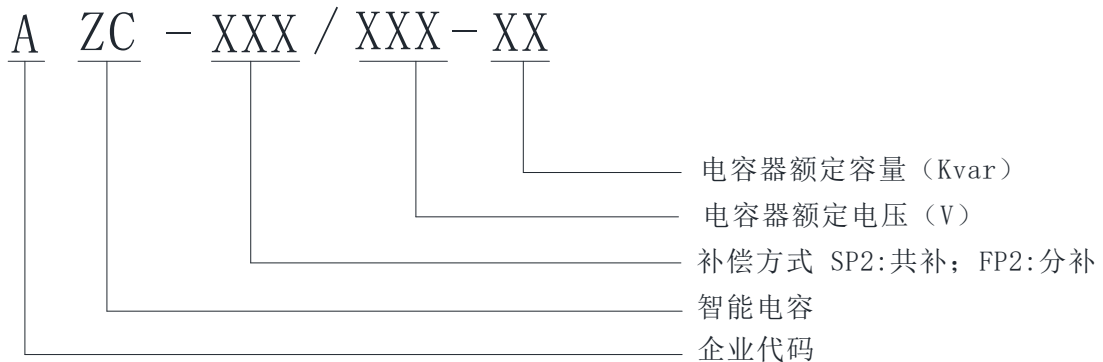 A ZC - XXX / XXX - XX
电容器额定容量（Kvar）
电容器额定电压（V）
补偿方式 SP2:共补；FP2:分补
智能电容
企业代码